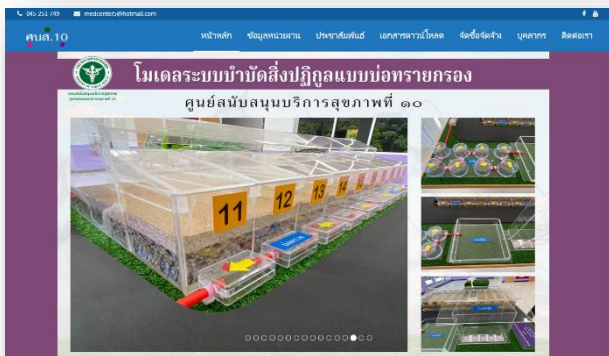 045 251 749   medcenter5@hotmail.com
ศบส.10
หน้าหลัก   ข้อมูลหน่วยงาน   ประชาสัมพันธ์   เอกสารดาวน์โหลด   จัดซื้อจัดจ้าง   บุคลากร   ติดต่อเรา
โมเดลระบบบำบัดสิ่งปฏิกูลแบบบ่อทรายกรอง
ศูนย์สนับสนุนบริการสุขภาพที่ ๑๐
11 12 13 14 15